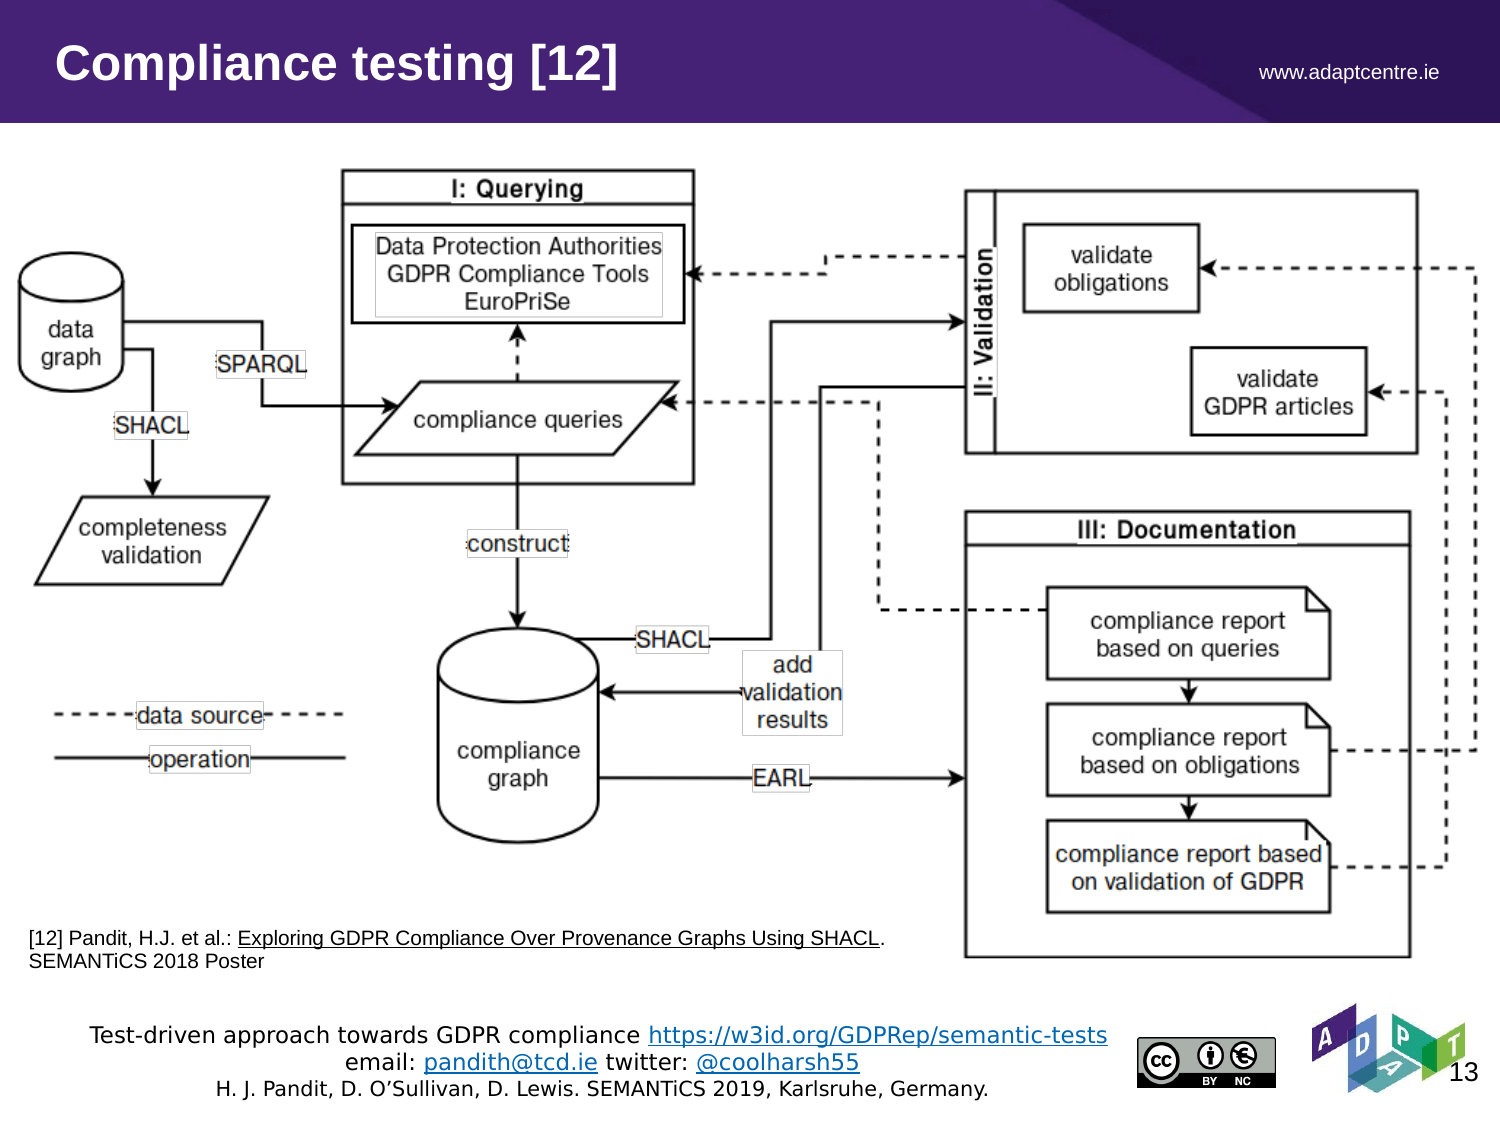 Compliance testing [12]
www.adaptcentre.ie
I: Querying
Data Protection Authorities
GDPR Compliance Tools
EuroPriSe
compliance queries
data
graph
SPARQL
SHACL
completeness
validation
construct
compliance
graph
data source
operation
SHACL
add
validation
results
EARL
II: Validation
validate
obligations
validate
GDPR articles
III: Documentation
compliance report
based on queries
compliance report
based on obligations
compliance report based
on validation of GDPR
[12] Pandit, H.J. et al.: Exploring GDPR Compliance Over Provenance Graphs Using SHACL.
SEMANTiCS 2018 Poster
Test-driven approach towards GDPR compliance https://w3id.org/GDPRep/semantic-tests
email: pandith@tcd.ie twitter: @coolharsh55
H. J. Pandit, D. O’Sullivan, D. Lewis. SEMANTiCS 2019, Karlsruhe, Germany.
cc
BY NC
ADAPT
13